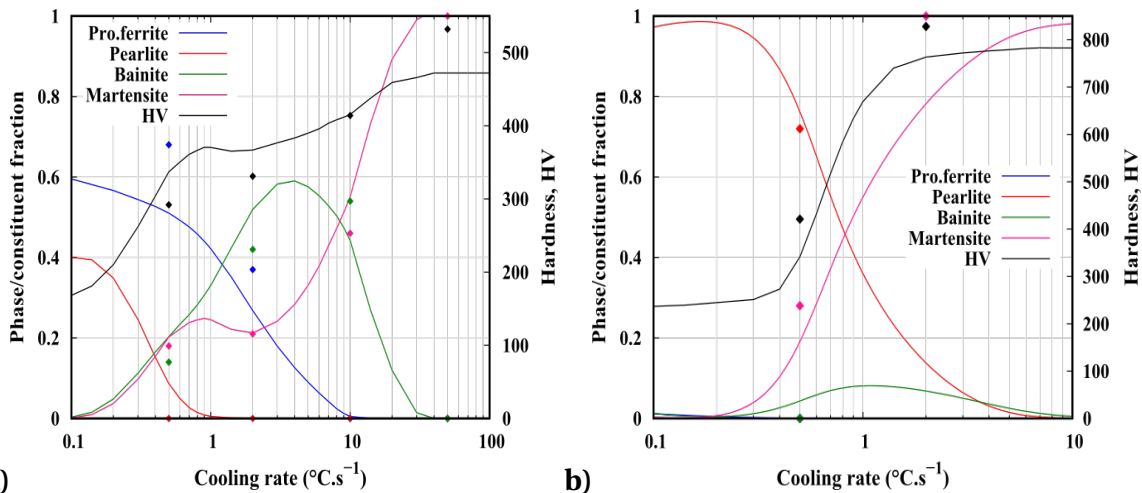 Pro.ferrite
Pearlite
Bainite
Martensite
HV
Phase/constituent fraction
1
0.8
0.6
0.4
0.2
0
500
400
300
200
100
0
Hardness, HV
0.1
1
10
100
Cooling rate (°C.s⁻¹)
)
Pro.ferrite
Pearlite
Bainite
Martensite
HV
Phase/constituent fraction
1
0.8
0.6
0.4
0.2
0
800
700
600
500
400
300
200
100
0
Hardness, HV
0.1
1
10
Cooling rate (°C.s⁻¹)
b)